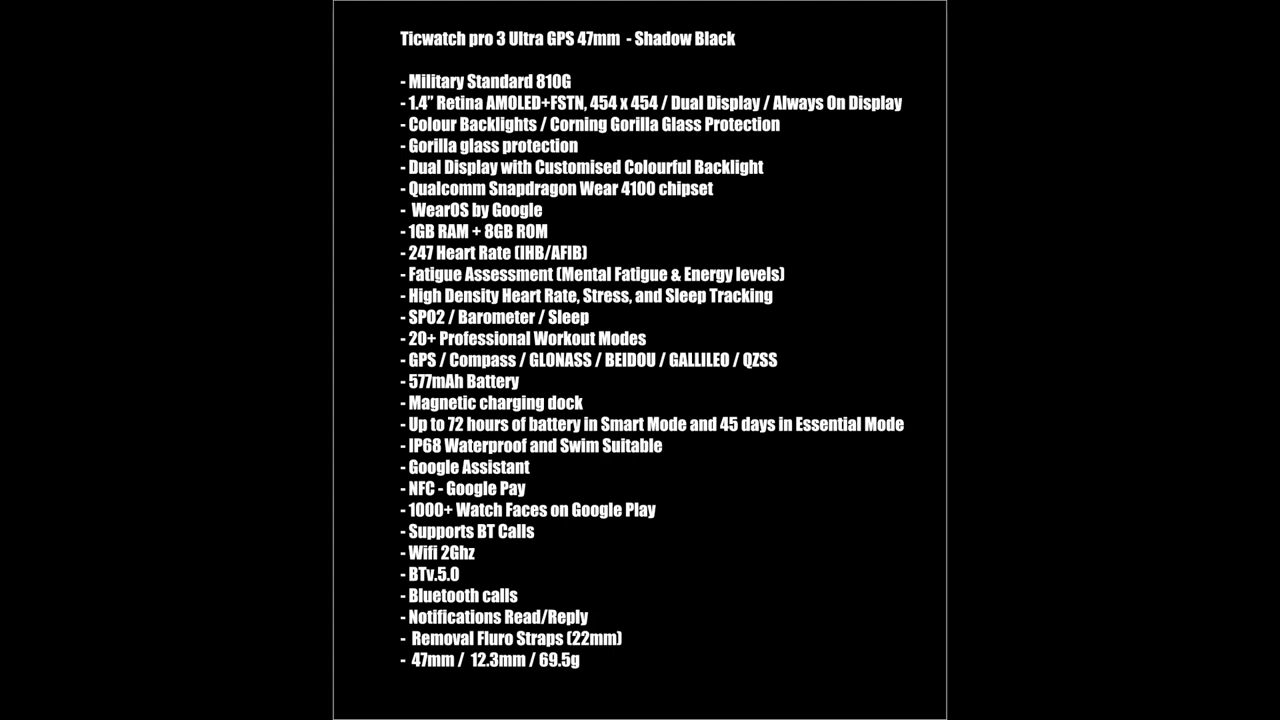 Ticwatch pro 3 Ultra GPS 47mm - Shadow Black
- Military Standard 810G
- 1.4” Retina AMOLED+FSTN, 454 x 454 / Dual Display / Always On Display
- Colour Backlights / Corning Gorilla Glass Protection
- Gorilla glass protection
- Dual Display with Customised Colourful Backlight
- Qualcomm Snapdragon Wear 4100 chipset
- WearOS by Google
- 1GB RAM + 8GB ROM
- 247 Heart Rate (IHB/AFIB)
- Fatigue Assessment (Mental Fatigue & Energy levels)
- High Density Heart Rate, Stress, and Sleep Tracking
- SPO2 / Barometer / Sleep
- 20+ Professional Workout Modes
- GPS / Compass / GLONASS / BEIDOU / GALLILEO / QZSS
- 577mAh Battery
- Magnetic charging dock
- Up to 72 hours of battery in Smart Mode and 45 days in Essential Mode
- IP68 Waterproof and Swim Suitable
- Google Assistant
- NFC - Google Pay
- 1000+ Watch Faces on Google Play
- Supports BT Calls
- Wifi 2Ghz
- BTv.5.0
- Bluetooth calls
- Notifications Read/Reply
- Removal Fluro Straps (22mm)
- 47mm / 12.3mm / 69.5g